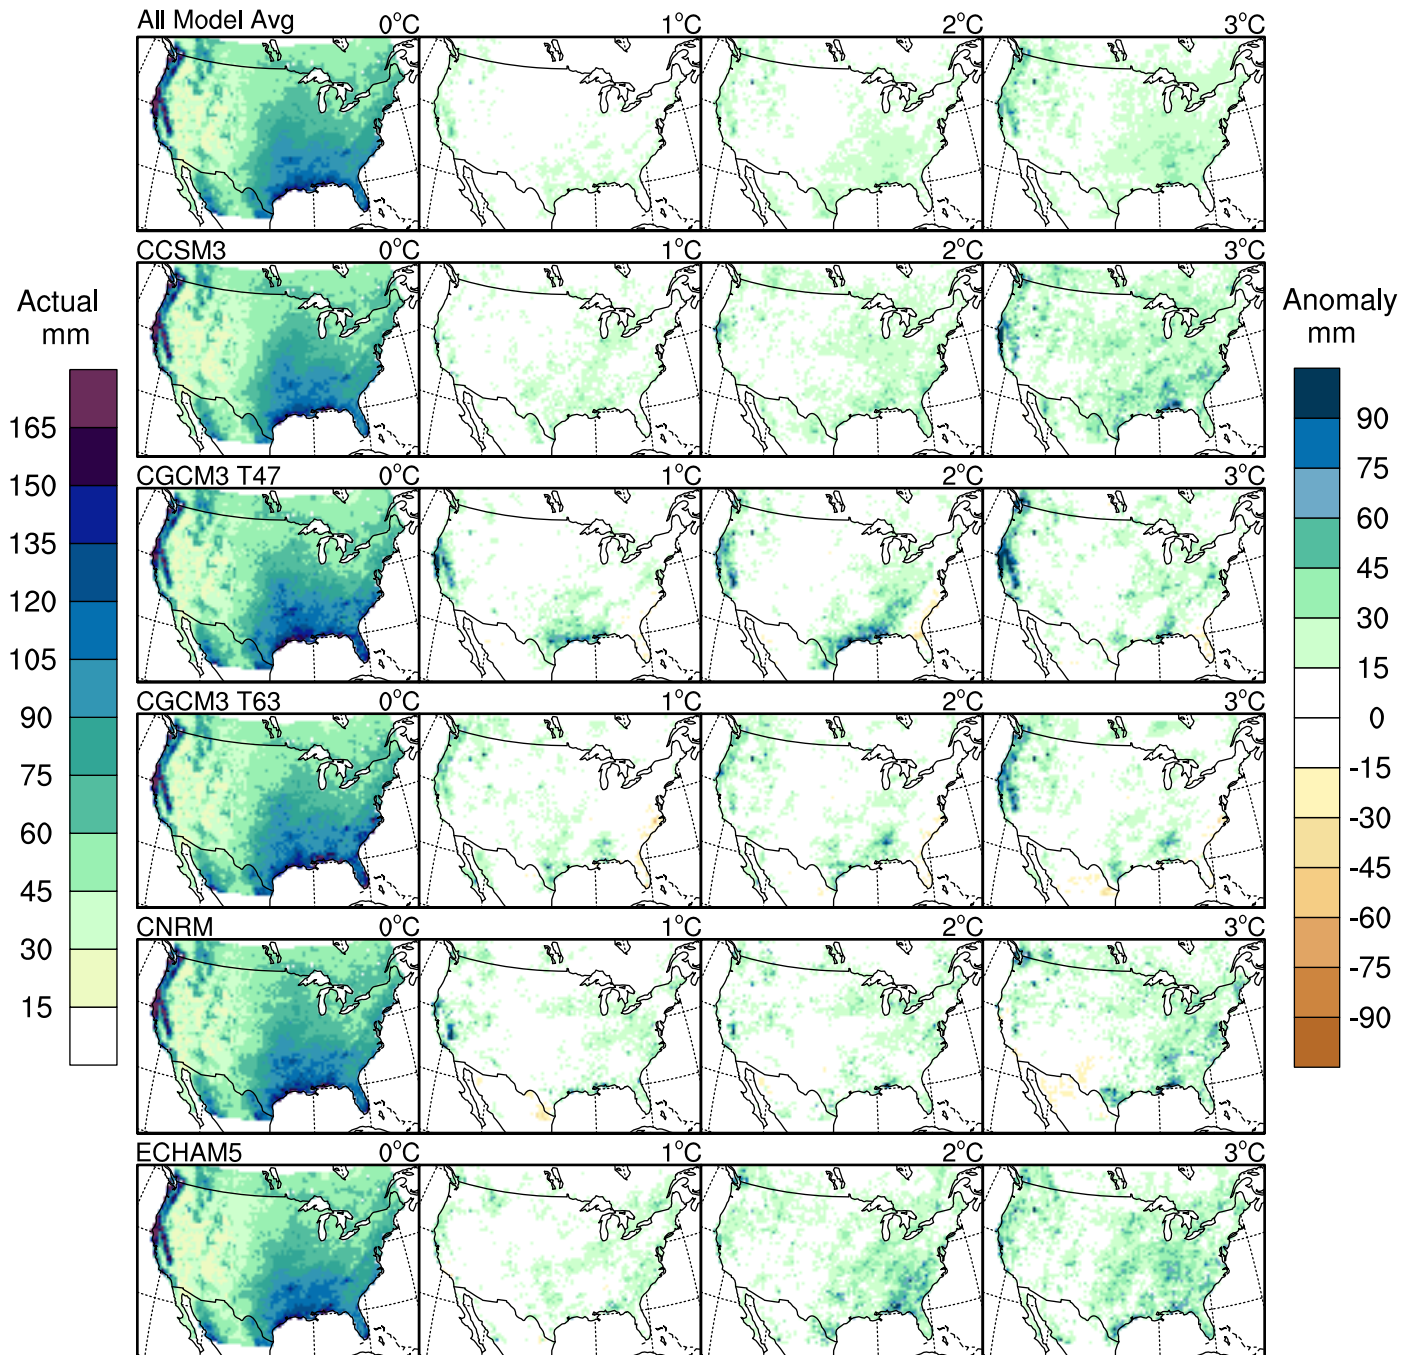 All Model Avg 0°C 1°C 2°C 3°C
CCSM3 0°C 1°C 2°C 3°C
Actual
mm
165
150
135
120
105
90
75
60
45
30
15
Anomaly
mm
90
75
60
45
30
15
0
-15
-30
-45
-60
-75
-90
CGCM3 T47 0°C 1°C 2°C 3°C
CGCM3 T63 0°C 1°C 2°C 3°C
CNRM 0°C 1°C 2°C 3°C
ECHAM5 0°C 1°C 2°C 3°C